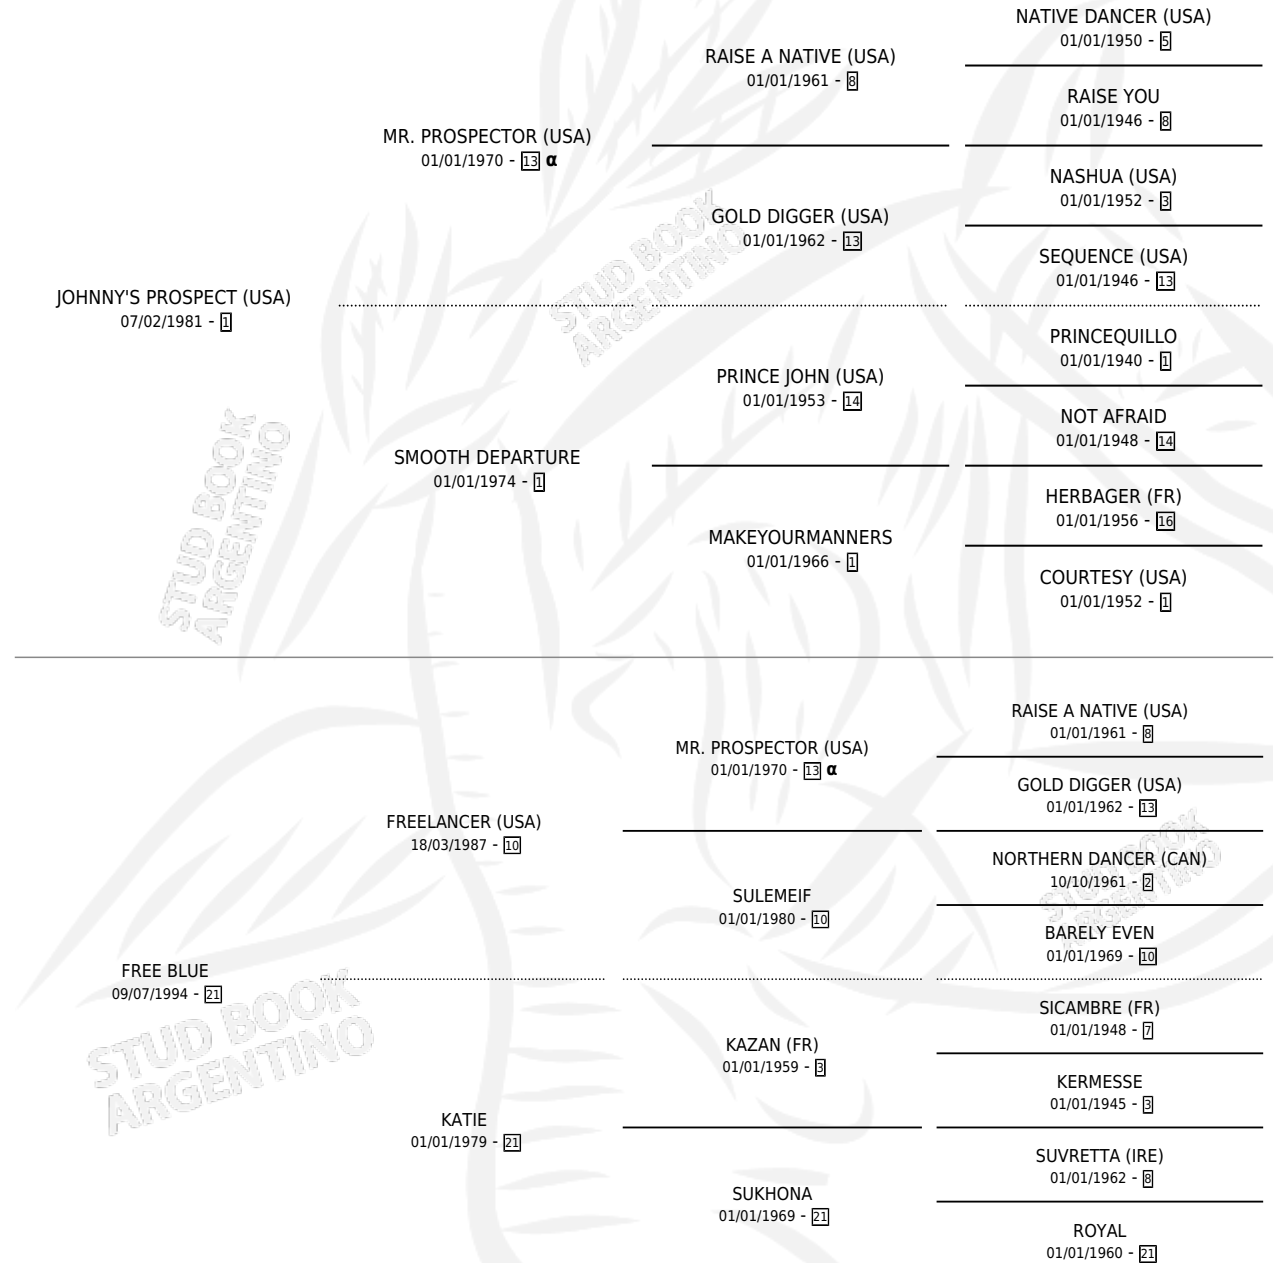 NATIVE DANCER (USA)
01/01/1950 - 5
RAISE A NATIVE (USA)
01/01/1961 - 8
RAISE YOU
01/01/1946 - 8
MR. PROSPECTOR (USA)
01/01/1970 - 13 α
NASHUA (USA)
01/01/1952 - 3
GOLD DIGGER (USA)
01/01/1962 - 13
SEQUENCE (USA)
01/01/1946 - 13
JOHNNY'S PROSPECT (USA)
07/02/1981 - 1
PRINCEQUILLO
01/01/1940 - 1
PRINCE JOHN (USA)
01/01/1953 - 14
NOT AFRAID
01/01/1948 - 14
SMOOTH DEPARTURE
01/01/1974 - 1
HERBAGER (FR)
01/01/1956 - 16
MAKEYOURMANNERS
01/01/1966 - 1
COURTESY (USA)
01/01/1952 - 1
RAISE A NATIVE (USA)
01/01/1961 - 8
MR. PROSPECTOR (USA)
01/01/1970 - 13 α
GOLD DIGGER (USA)
01/01/1962 - 13
FREELANCER (USA)
18/03/1987 - 10
NORTHERN DANCER (CAN)
10/10/1961 - 2
SULEMEIF
01/01/1980 - 10
BARELY EVEN
01/01/1969 - 10
FREE BLUE
09/07/1994 - 21
SICAMBRE (FR)
01/01/1948 - 7
KAZAN (FR)
01/01/1959 - 3
KERMESSE
01/01/1945 - 3
KATIE
01/01/1979 - 21
SUVRETTA (IRE)
01/01/1962 - 8
SUKHONA
01/01/1969 - 21
ROYAL
01/01/1960 - 21
STUD BOOK
ARGENTINO
STUD BOOK
ARGENTINO
STUD BOOK
ARGENTINO
STUD BOOK
ARGENTINO